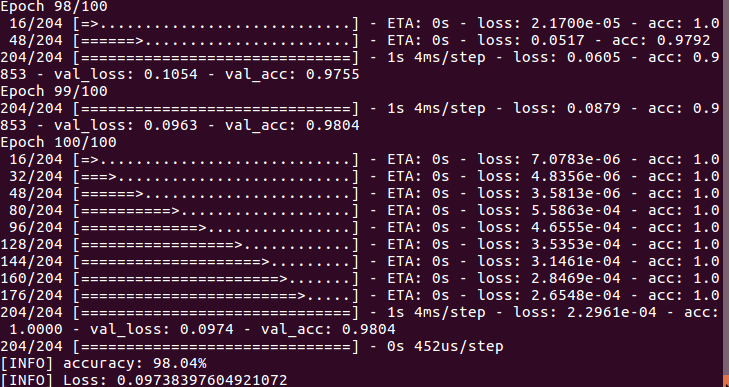 Epoch 98/100
16/204 [=>............................] - ETA: 0s - loss: 2.1700e-05 - acc: 1.0
48/204 [======>.......................] - ETA: 0s - loss: 0.0517 - acc: 0.9792
204/204 [==============================] - 1s 4ms/step - loss: 0.0605 - acc: 0.9
853 - val_loss: 0.1054 - val_acc: 0.9755
Epoch 99/100
204/204 [==============================] - 1s 4ms/step - loss: 0.0879 - acc: 0.9
853 - val_loss: 0.0963 - val_acc: 0.9804
Epoch 100/100
16/204 [=>............................] - ETA: 0s - loss: 7.0783e-06 - acc: 1.0
32/204 [===>..........................] - ETA: 0s - loss: 4.8356e-06 - acc: 1.0
48/204 [======>.......................] - ETA: 0s - loss: 3.5813e-06 - acc: 1.0
80/204 [==========>...................] - ETA: 0s - loss: 5.5863e-04 - acc: 1.0
96/204 [=============>................] - ETA: 0s - loss: 4.6555e-04 - acc: 1.0
128/204 [=================>............] - ETA: 0s - loss: 3.5353e-04 - acc: 1.0
144/204 [====================>.........] - ETA: 0s - loss: 3.1461e-04 - acc: 1.0
160/204 [======================>.......] - ETA: 0s - loss: 2.8469e-04 - acc: 1.0
176/204 [========================>.....] - ETA: 0s - loss: 2.6548e-04 - acc: 1.0
204/204 [==============================] - 1s 4ms/step - loss: 2.2961e-04 - acc:
1.0000 - val_loss: 0.0974 - val_acc: 0.9804
204/204 [==============================] - 0s 452us/step
[INFO] accuracy: 98.04%
[INFO] Loss: 0.09738397604921072